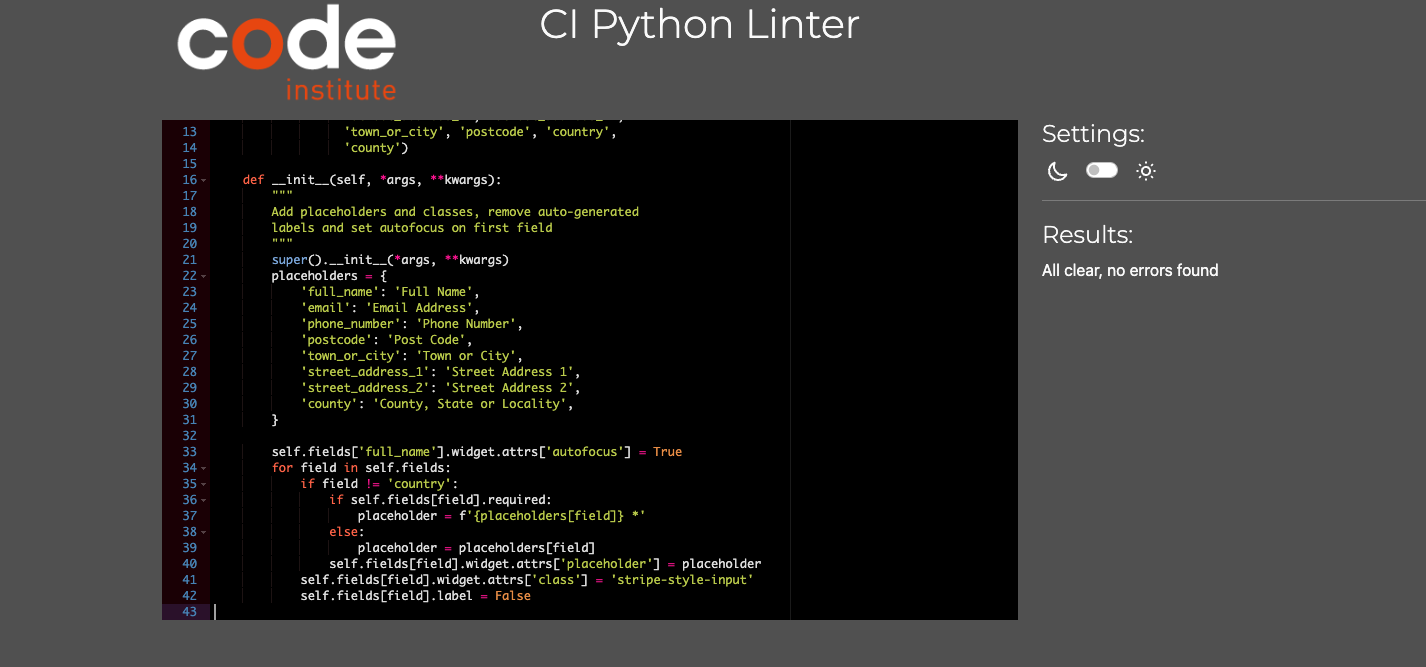 code
institute
CI Python Linter
13 'town_or_city', 'postcode', 'country',
14 'county')
15
16 def __init__(self, *args, **kwargs):
17 """
18 Add placeholders and classes, remove auto-generated
19 labels and set autofocus on first field
20 """
21 super().__init__(*args, **kwargs)
22 placeholders = {
23 'full_name': 'Full Name',
24 'email': 'Email Address',
25 'phone_number': 'Phone Number',
26 'postcode': 'Post Code',
27 'town_or_city': 'Town or City',
28 'street_address_1': 'Street Address 1',
29 'street_address_2': 'Street Address 2',
30 'county': 'County, State or Locality',
31 }
32
33 self.fields['full_name'].widget.attrs['autofocus'] = True
34 for field in self.fields:
35 if field != 'country':
36 if self.fields[field].required:
37 placeholder = f'{placeholders[field]} *'
38 else:
39 placeholder = placeholders[field]
40 self.fields[field].widget.attrs['placeholder'] = placeholder
41 self.fields[field].widget.attrs['class'] = 'stripe-style-input'
42 self.fields[field].label = False
43
Settings:
Results:
All clear, no errors found